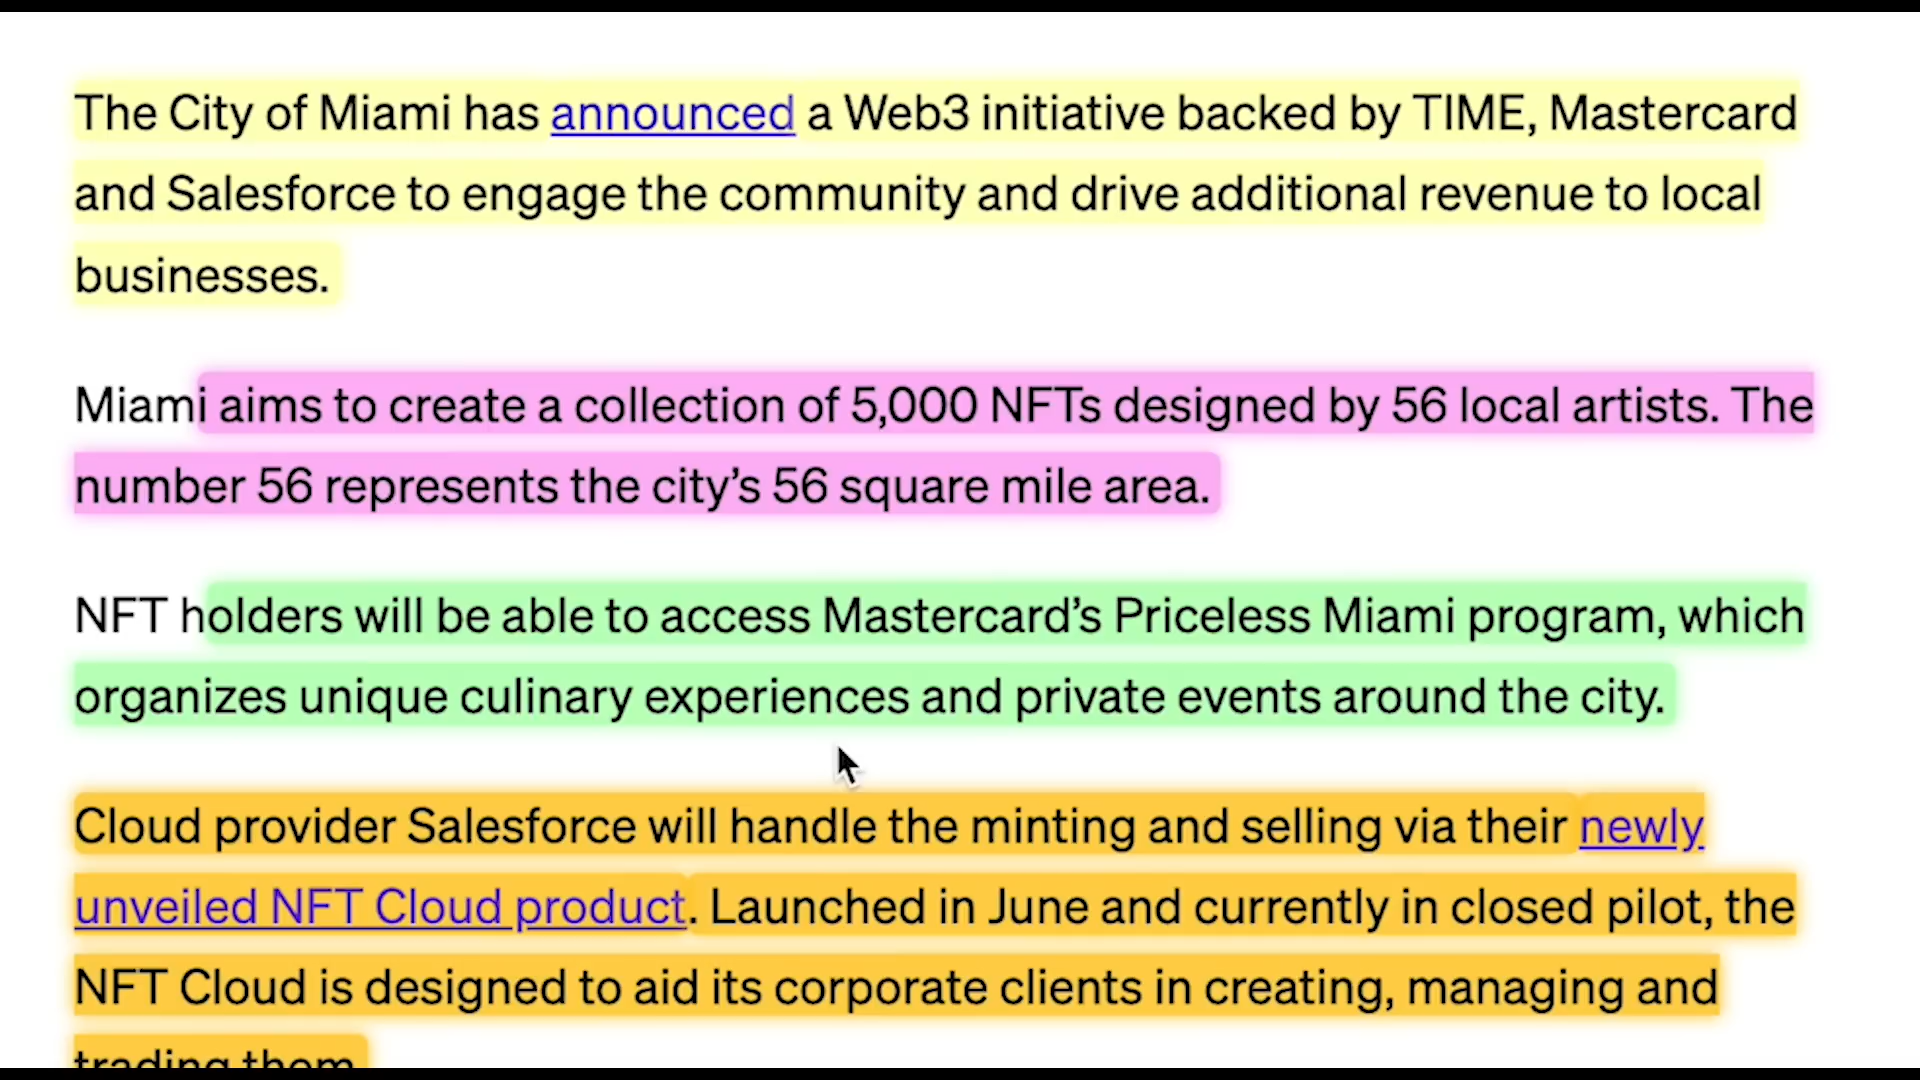 The City of Miami has announced a Web3 initiative backed by TIME, Mastercard
and Salesforce to engage the community and drive additional revenue to local
businesses.
Miami aims to create a collection of 5,000 NFTs designed by 56 local artists. The
number 56 represents the city’s 56 square mile area.
NFT holders will be able to access Mastercard’s Priceless Miami program, which
organizes unique culinary experiences and private events around the city.
Cloud provider Salesforce will handle the minting and selling via their newly
unveiled NFT Cloud product. Launched in June and currently in closed pilot, the
NFT Cloud is designed to aid its corporate clients in creating, managing and
trading them